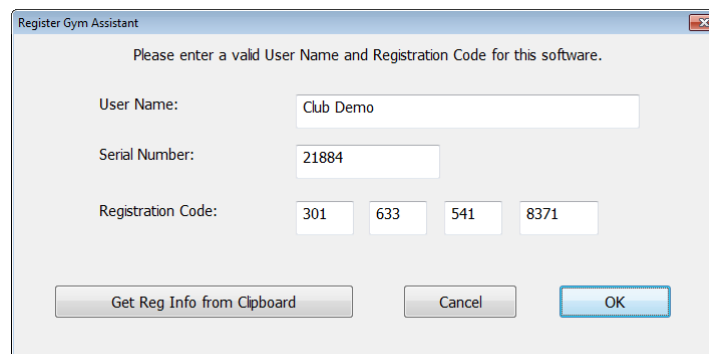 Register Gym Assistant
Please enter a valid User Name and Registration Code for this software.
User Name: Club Demo
Serial Number: 21884
Registration Code: 301 633 541 8371
Get Reg Info from Clipboard Cancel OK